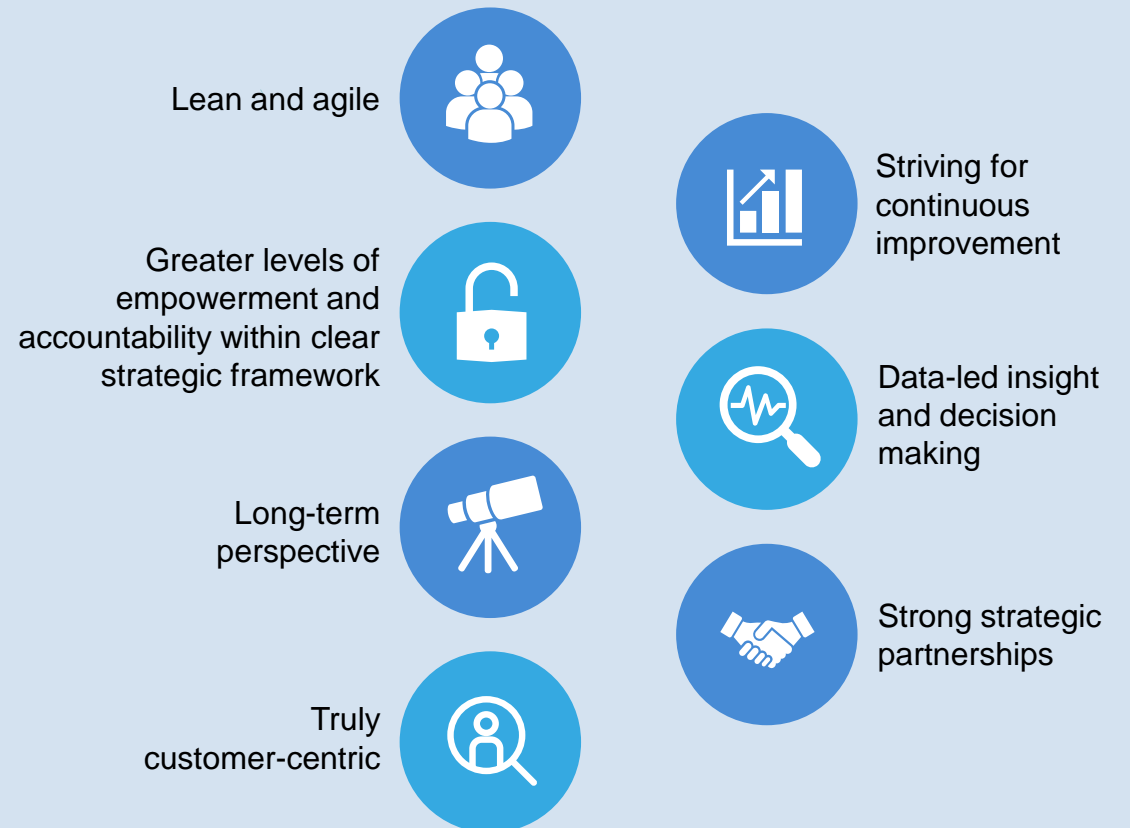 Lean and agile
Greater levels of
empowerment and
accountability within clear
strategic framework
Long-term
perspective
Truly
customer-centric
Striving for
continuous
improvement
Data-led insight
and decision
making
Strong strategic
partnerships